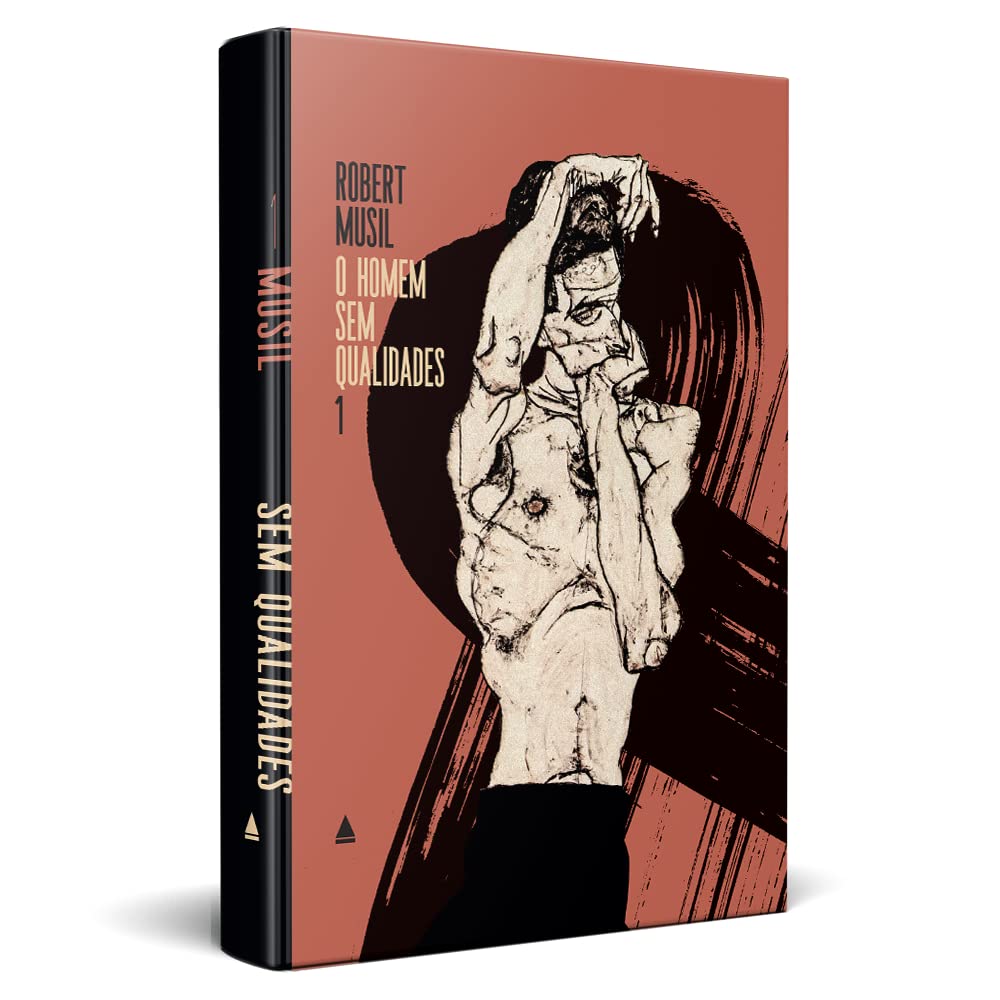 ROBERT
MUSIL
O HOMEM
SEM
QUALIDADES
1
1 MUSIL
SEM QUALIDADES